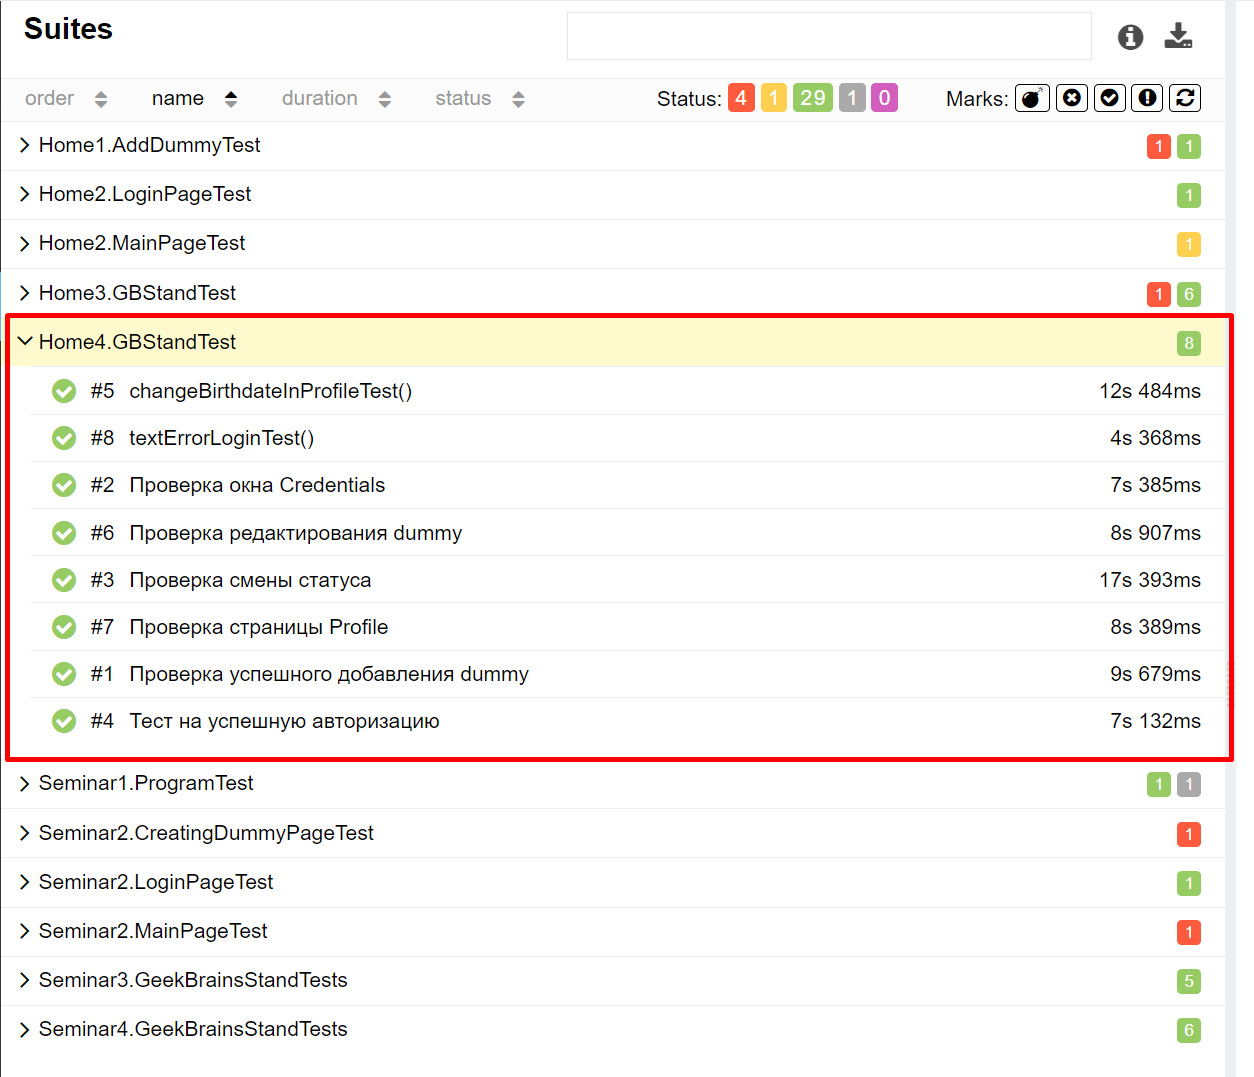 Suites
order name duration status Status: 4 1 29 1 0 Marks:
Home1.AddDummyTest 1 1
Home2.LoginPageTest 1
Home2.MainPageTest 1
Home3.GBStandTest 1 6
Home4.GBStandTest 8
#5 changeBirthdateInProfileTest() 12s 484ms
#8 textErrorLoginTest() 4s 368ms
#2 Проверка окна Credentials 7s 385ms
#6 Проверка редактирования dummy 8s 907ms
#3 Проверка смены статуса 17s 393ms
#7 Проверка страницы Profile 8s 389ms
#1 Проверка успешного добавления dummy 9s 679ms
#4 Тест на успешную авторизацию 7s 132ms
Seminar1.ProgramTest 1 1
Seminar2.CreatingDummyPageTest 1
Seminar2.LoginPageTest 1
Seminar2.MainPageTest 1
Seminar3.GeekBrainsStandTests 5
Seminar4.GeekBrainsStandTests 6